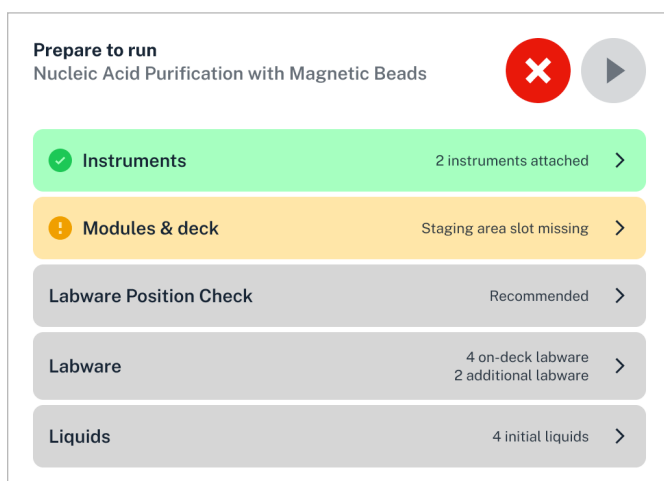 Prepare to run
Nucleic Acid Purification with Magnetic Beads
Instruments
2 instruments attached
Modules & deck
Staging area slot missing
Labware Position Check
Recommended
Labware
4 on-deck labware
2 additional labware
Liquids
4 initial liquids